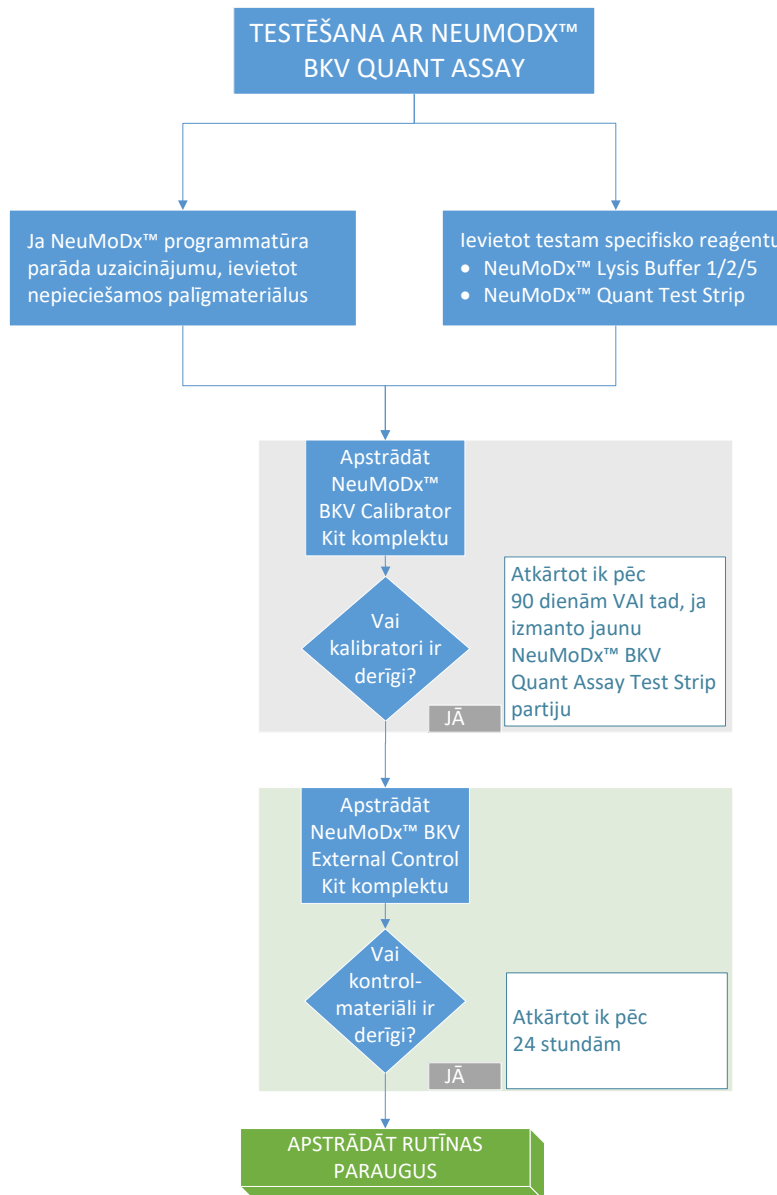 TESTĒŠANA AR NEUMODX™
BKV QUANT ASSAY
Ja NeuMoDx™ programmatūra
parāda uzaicinājumu, ievietot
nepieciešamos palīgmateriālus
Ievietot testam specifisko reaģentu
• NeuMoDx™ Lysis Buffer 1/2/5
• NeuMoDx™ Quant Test Strip
Apstrādāt
NeuMoDx™
BKV Calibrator
Kit komplektu
Vai
kalibratori ir
derīgi?
JĀ
Atkārtot ik pēc
90 dienām VAI tad, ja
izmanto jaunu
NeuMoDx™ BKV
Quant Assay Test Strip
partiju
Apstrādāt
NeuMoDx™ BKV
External Control
Kit komplektu
Vai
kontrol-
materiāli ir
derīgi?
JĀ
Atkārtot ik pēc
24 stundām
APSTRĀDĀT RUTĪNAS
PARAUGUS